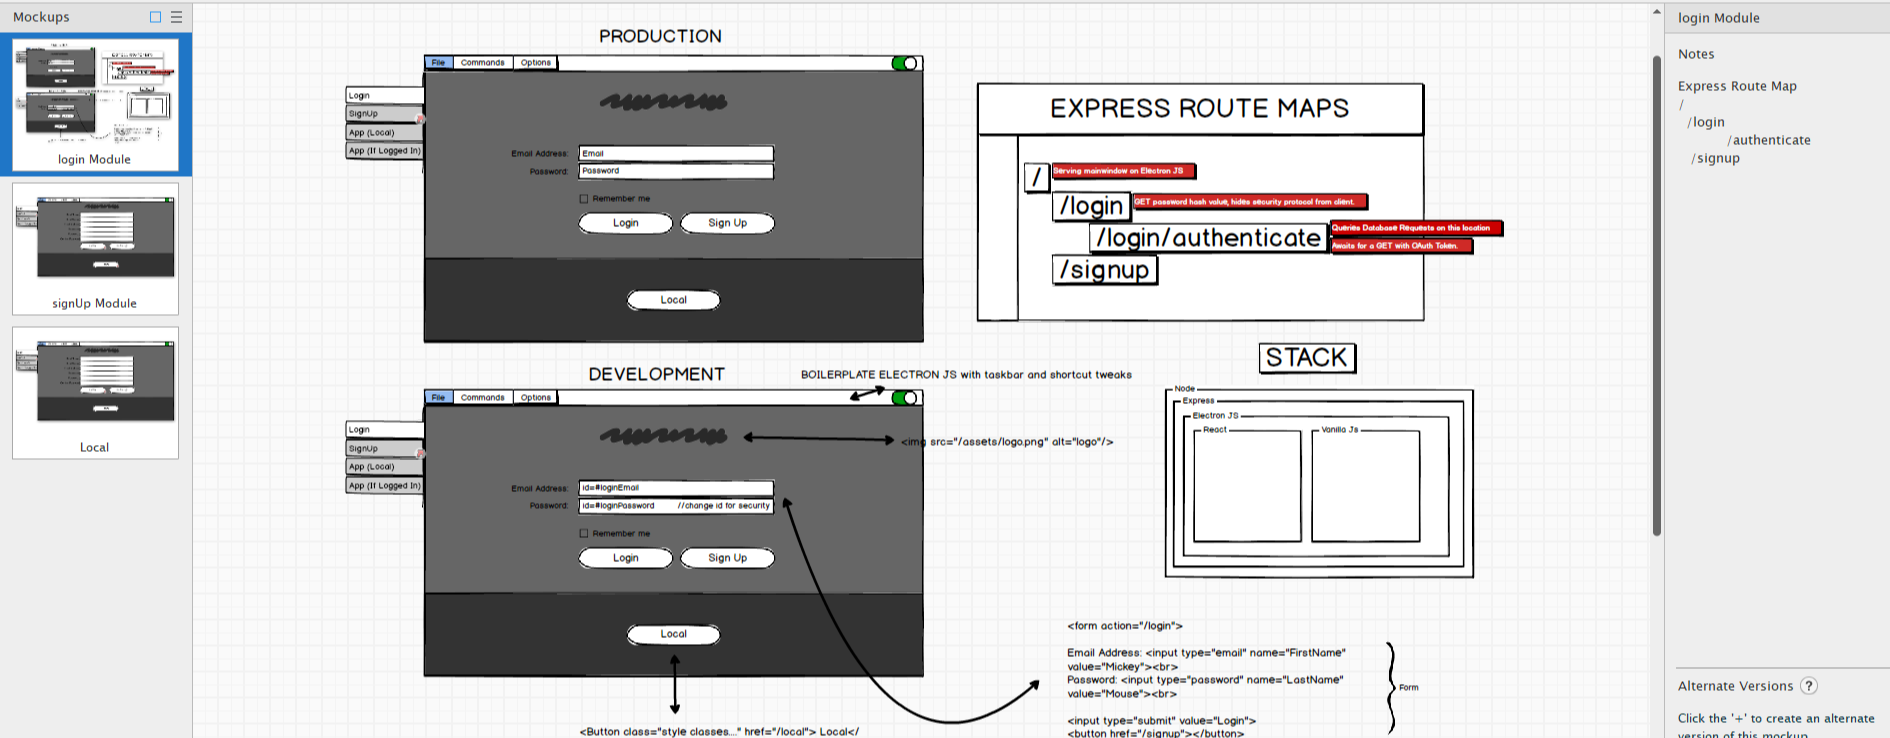 Mockups
login Module
signUp Module
Local
PRODUCTION
File Commands Options
Login
SignUp
App (Local)
App (If Logged In)
Email Address: Email
Password: Password
Remember me
Login Sign Up
Local
EXPRESS ROUTE MAPS
/ Serving mainwindow on Electron JS
/login GET password hash value, hides security protocol from client.
/login/authenticate Queries Database Requests on this location
Awaits for a GET with OAuth Token.
/signup
DEVELOPMENT
BOILERPLATE ELECTRON JS with taskbar and shortcut tweaks
File Commands Options
Login
SignUp
App (Local)
App (If Logged In)
<img src="/assets/logo.png" alt="logo"/>
Email Address: id=#loginEmail
Password: id=#loginPassword //change id for security
Remember me
Login Sign Up
Local
<Button class="style classes...." href="/local"> Local</
STACK
Node
Express
Electron JS
React Vanilla Js
<form action="/login">
Email Address: <input type="email" name="FirstName"
value="Mickey"><br>
Password: <input type="password" name="LastName"
value="Mouse"><br>
<input type="submit" value="Login">
<button href="/signup"></button>
Form
login Module
Notes
Express Route Map
/
/login
/authenticate
/signup
Alternate Versions ?
Click the '+' to create an alternate
version of this mockup